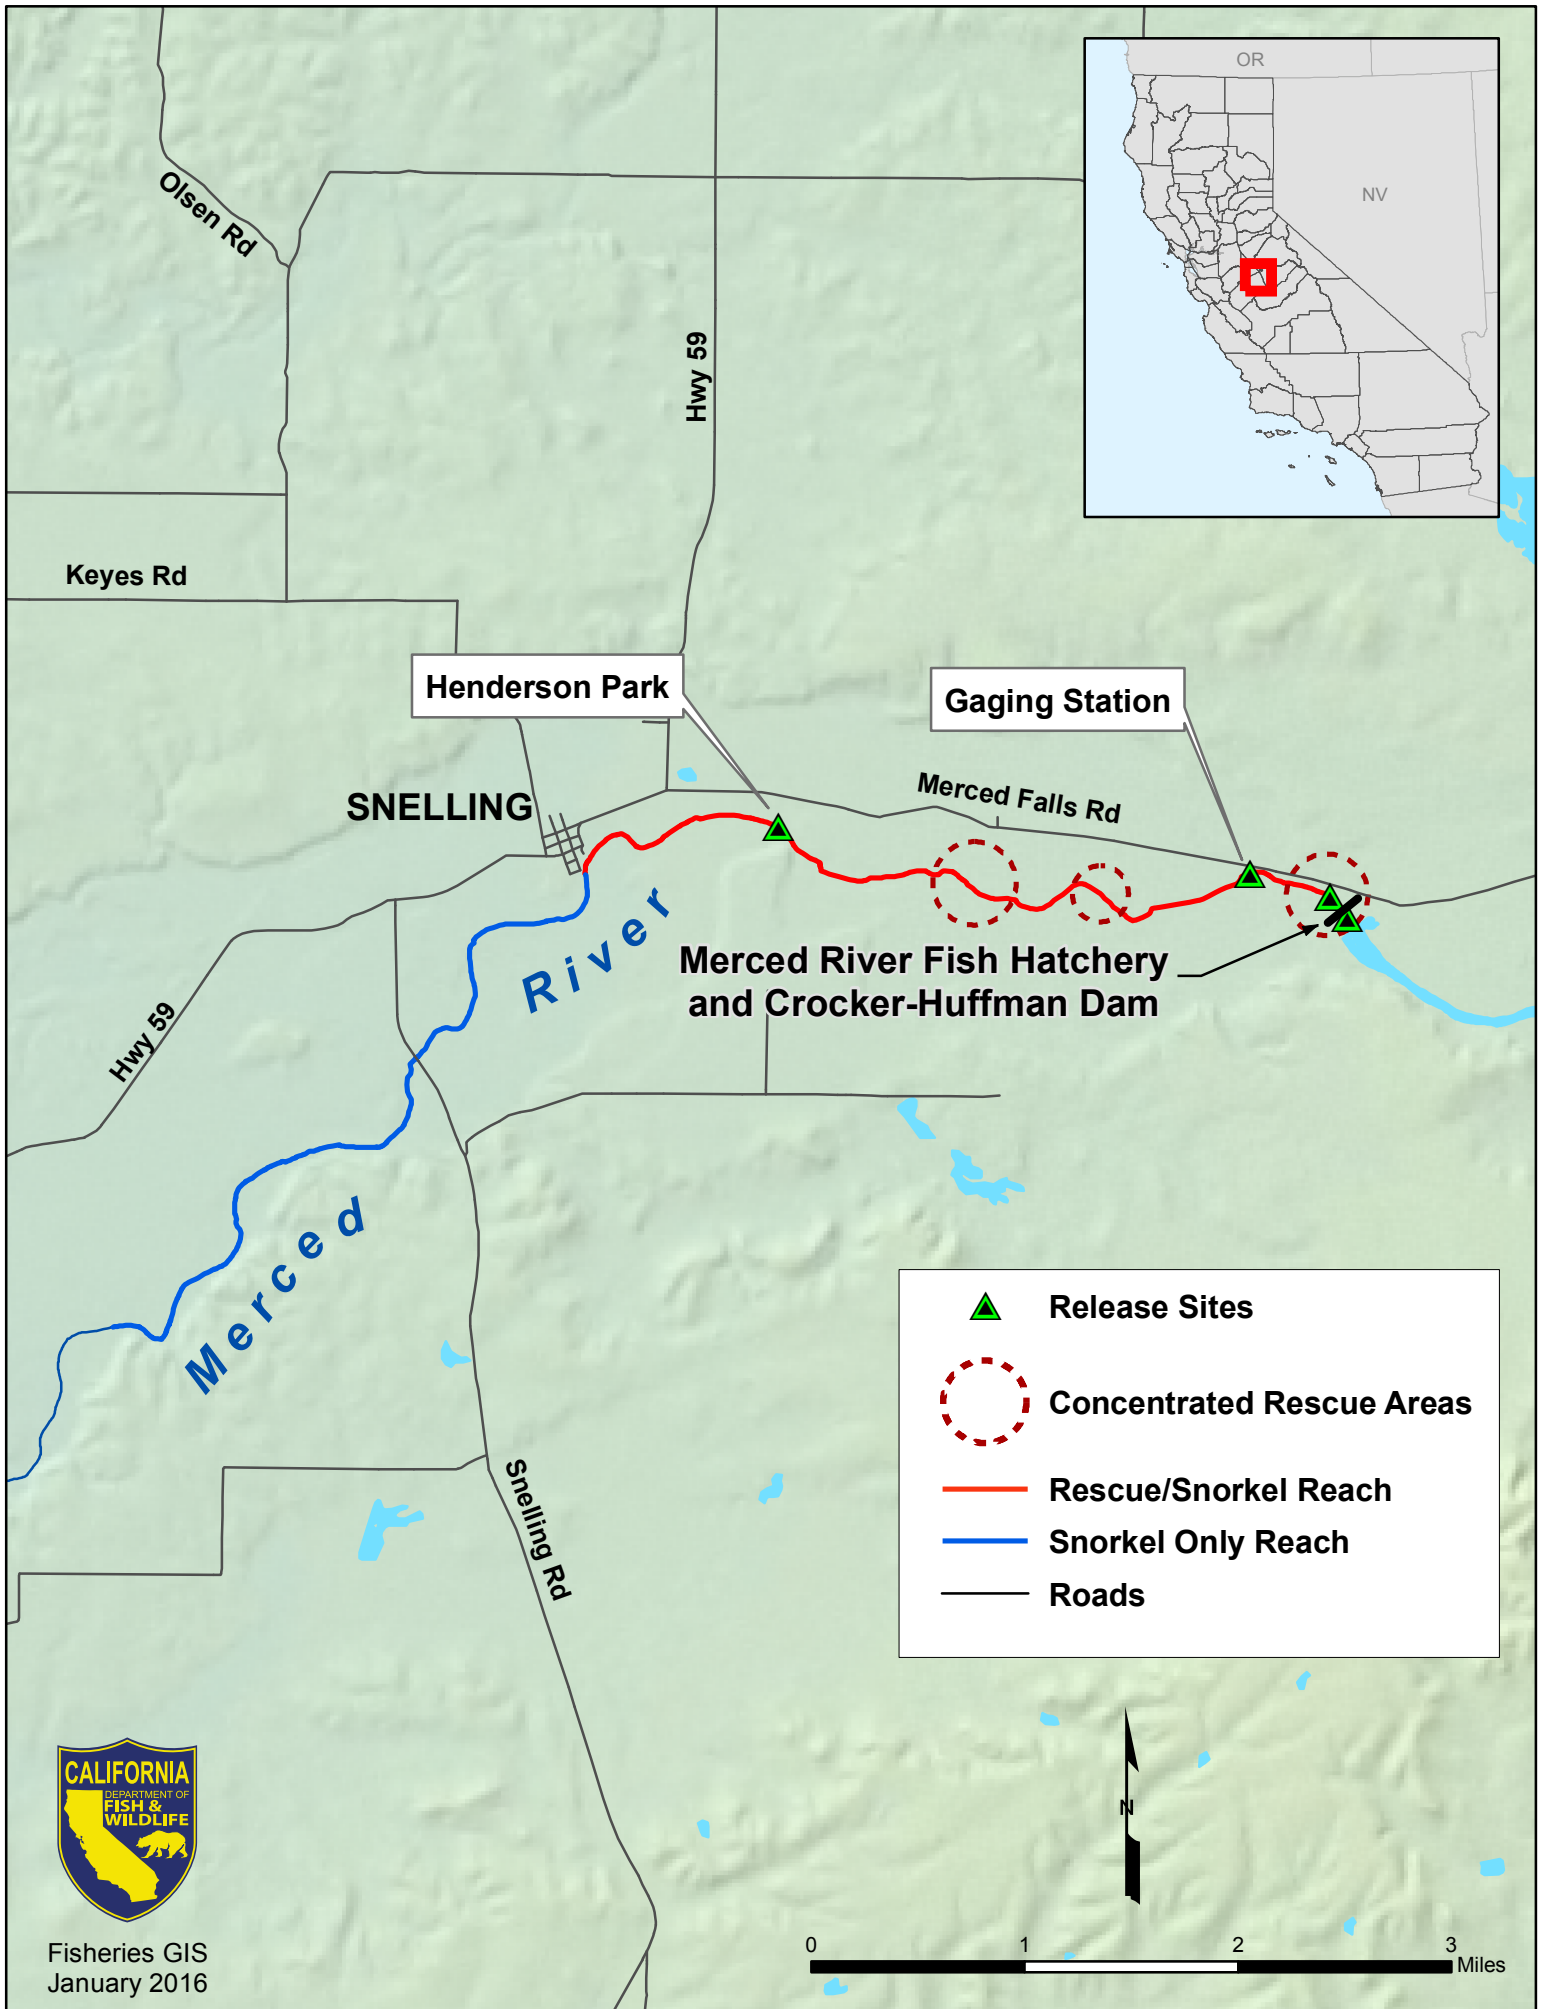 OR
NV
Olsen Rd
Hwy 59
Keyes Rd
Henderson Park
Gaging Station
Merced Falls Rd
SNELLING
River
Merced River Fish Hatchery
and Crocker-Huffman Dam
Hwy 59
Merced
Release Sites
Concentrated Rescue Areas
Rescue/Snorkel Reach
Snorkel Only Reach
Roads
Snelling Rd
CALIFORNIA
DEPARTMENT OF
FISH &
WILDLIFE
Fisheries GIS
January 2016
N
0 1 2 3
Miles